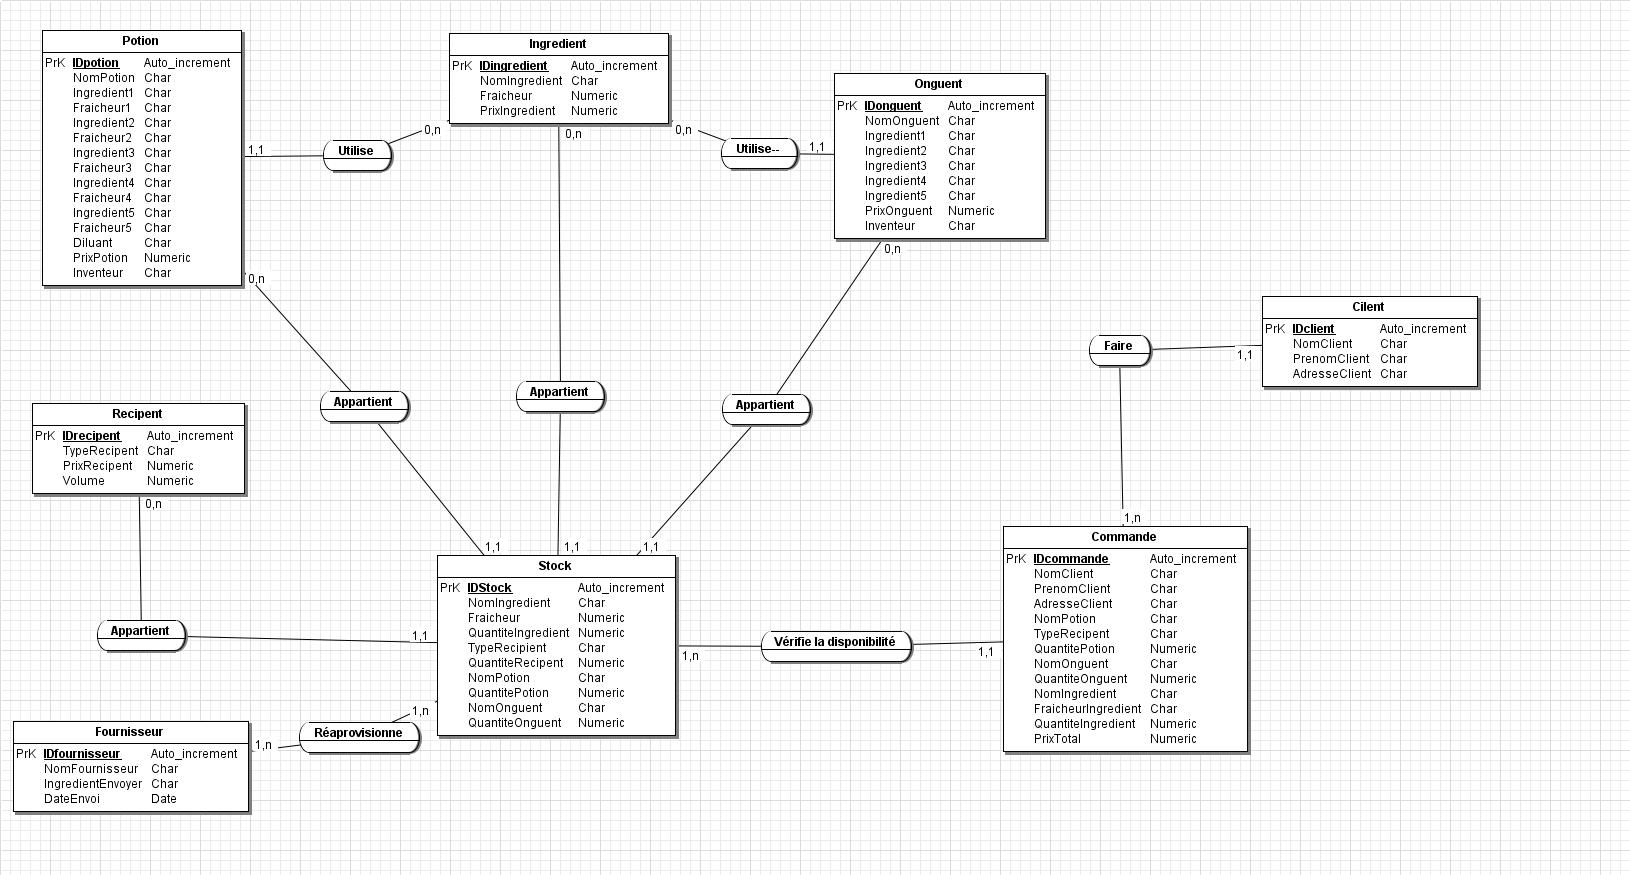 Potion
PrK IDpotion Auto_increment
NomPotion Char
Ingredient1 Char
Fraicheur1 Char
Ingredient2 Char
Fraicheur2 Char
Ingredient3 Char
Fraicheur3 Char
Ingredient4 Char
Fraicheur4 Char
Ingredient5 Char
Fraicheur5 Char
Diluant Char
PrixPotion Numeric
Inventeur Char
1,1
Utilise
0,n
Ingredient
PrK IDingredient Auto_increment
NomIngredient Char
Fraicheur Numeric
PrixIngredient Numeric
0,n
0,n
Utilise--
1,1
Onguent
PrK IDonguent Auto_increment
NomOnguent Char
Ingredient1 Char
Ingredient2 Char
Ingredient3 Char
Ingredient4 Char
Ingredient5 Char
PrixOnguent Numeric
Inventeur Char
0,n
0,n
Appartient
Appartient
Appartient
Faire
1,1
Cilent
PrK IDclient Auto_increment
NomClient Char
PrenomClient Char
AdresseClient Char
Recipent
PrK IDrecipent Auto_increment
TypeRecipent Char
PrixRecipent Numeric
Volume Numeric
0,n
Appartient
1,1
1,1
1,1
1,1
Stock
PrK IDStock Auto_increment
NomIngredient Char
Fraicheur Numeric
QuantiteIngredient Numeric
TypeRecipient Char
QuantiteRecipent Numeric
NomPotion Char
QuantitePotion Numeric
NomOnguent Char
QuantiteOnguent Numeric
1,n
Vérifie la disponibilité
1,1
1,n
Commande
PrK IDcommande Auto_increment
NomClient Char
PrenomClient Char
AdresseClient Char
NomPotion Char
TypeRecipent Char
QuantitePotion Numeric
NomOnguent Char
QuantiteOnguent Numeric
NomIngredient Char
FraicheurIngredient Char
QuantiteIngredient Numeric
PrixTotal Numeric
1,n
Réaprovisionne
1,n
Fournisseur
PrK IDfournisseur Auto_increment
NomFournisseur Char
IngredientEnvoyer Char
DateEnvoi Date